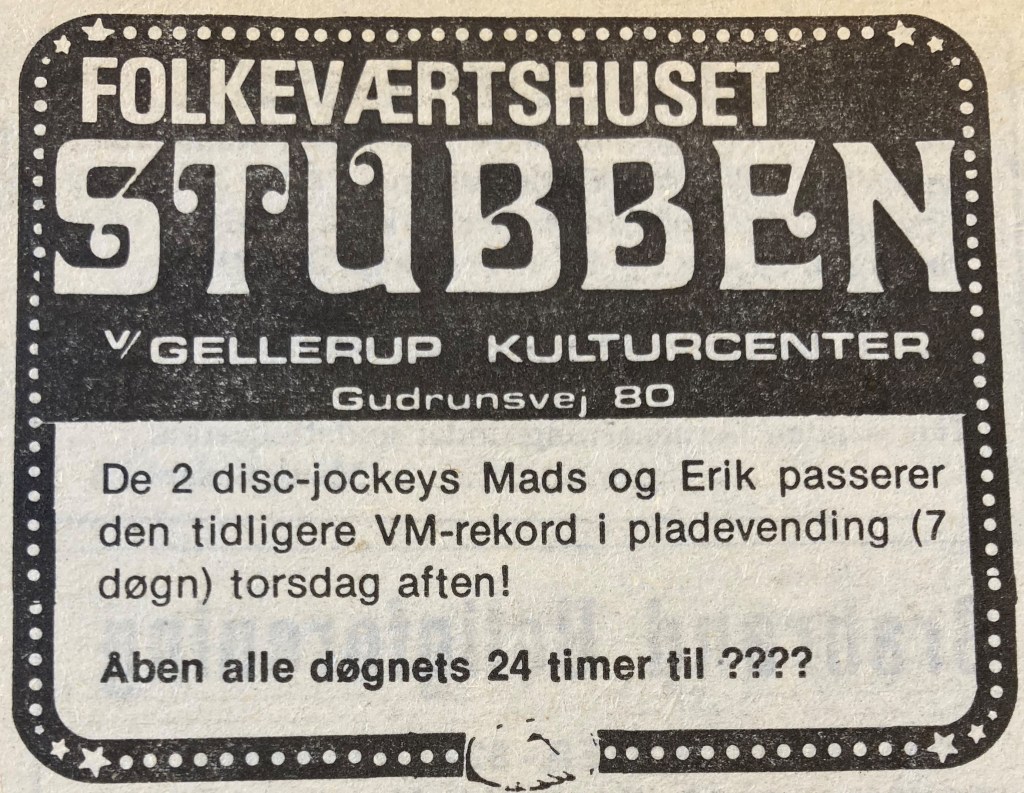 FOLKEVÆRTSHUSET
STUBBEN
v/ GELLERUP KULTURCENTER
Gudrunsvej 80
De 2 disc-jockeys Mads og Erik passerer
den tidligere VM-rekord i pladevending (7
døgn) torsdag aften!
Åben alle døgnets 24 timer til ????